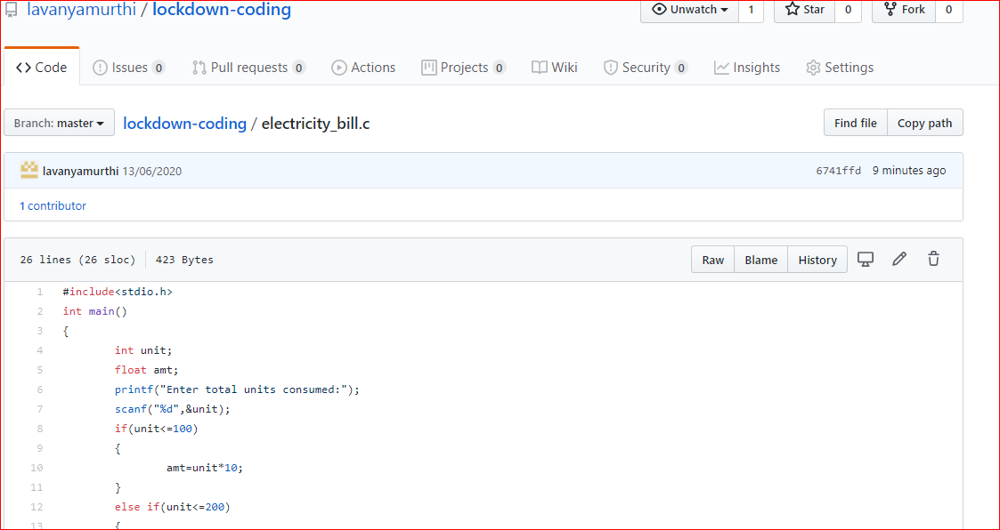 lavanyamurthi / lockdown-coding
Unwatch 1 Star 0 Fork 0
Code Issues 0 Pull requests 0 Actions Projects 0 Wiki Security 0 Insights Settings
Branch: master lockdown-coding / electricity_bill.c Find file Copy path
lavanyamurthi 13/06/2020 6741ffd 9 minutes ago
1 contributor
26 lines (26 sloc) 423 Bytes Raw Blame History
1 #include<stdio.h>
2 int main()
3 {
4 int unit;
5 float amt;
6 printf("Enter total units consumed:");
7 scanf("%d",&unit);
8 if(unit<=100)
9 {
10 amt=unit*10;
11 }
12 else if(unit<=200)
13 {